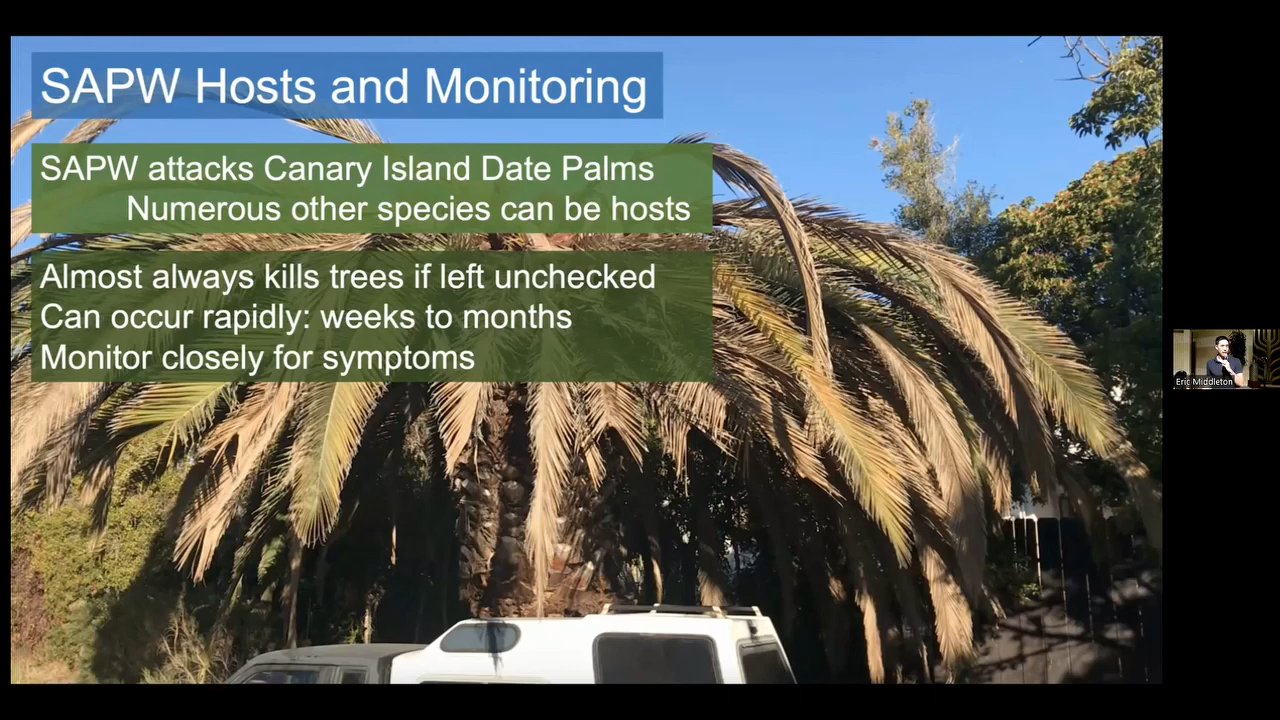 SAPW Hosts and Monitoring
SAPW attacks Canary Island Date Palms
Numerous other species can be hosts
Almost always kills trees if left unchecked
Can occur rapidly: weeks to months
Monitor closely for symptoms
Eric Middleton